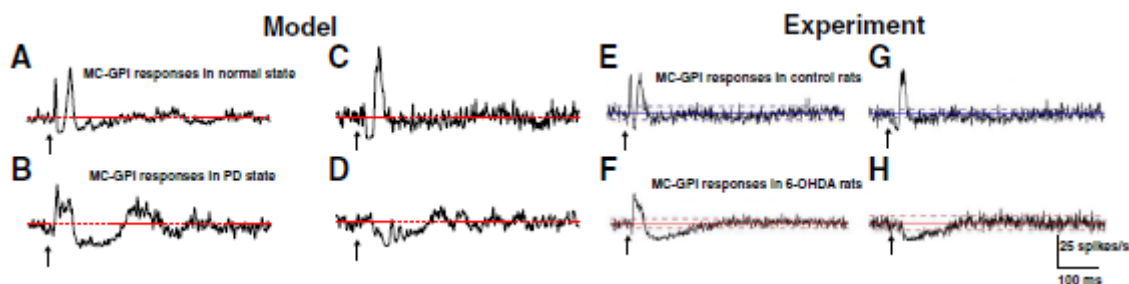 Model
Experiment
A
MC-GPI responses in normal state
C
E
MC-GPI responses in control rats
G
B
MC-GPI responses in PD state
D
F
MC-GPI responses in 6-OHDA rats
H
25 spikes/s
100 ms